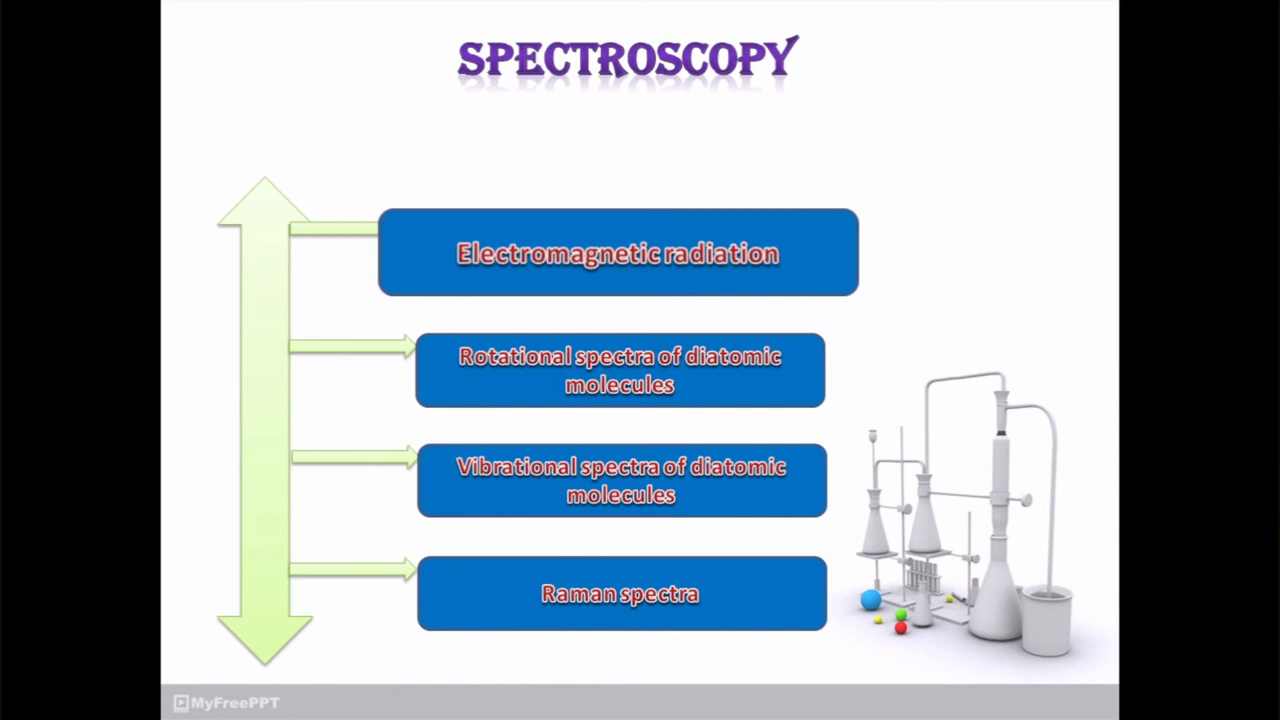 SPECTROSCOPY
Electromagnetic radiation
Rotational spectra of diatomic
molecules
Vibrational spectra of diatomic
molecules
Raman spectra
MyFreePPT